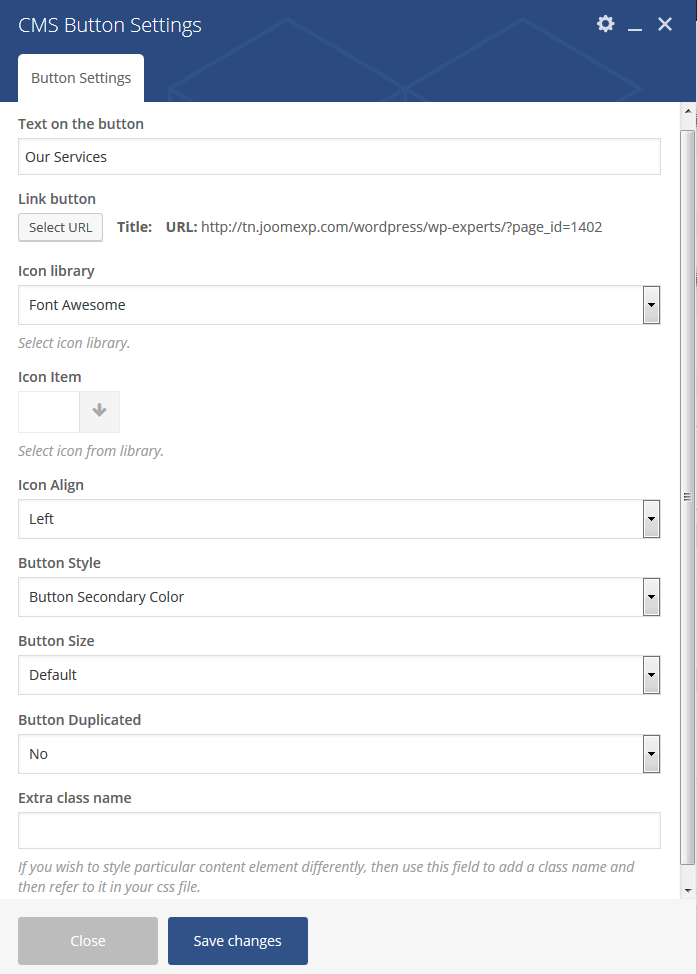 CMS Button Settings
Button Settings
Text on the button
Our Services
Link button
Select URL Title: URL: http://tn.joomexp.com/wordpress/wp-experts/?page_id=1402
Icon library
Font Awesome
Select icon library.
Icon Item
Select icon from library.
Icon Align
Left
Button Style
Button Secondary Color
Button Size
Default
Button Duplicated
No
Extra class name
If you wish to style particular content element differently, then use this field to add a class name and
then refer to it in your css file.
Close Save changes